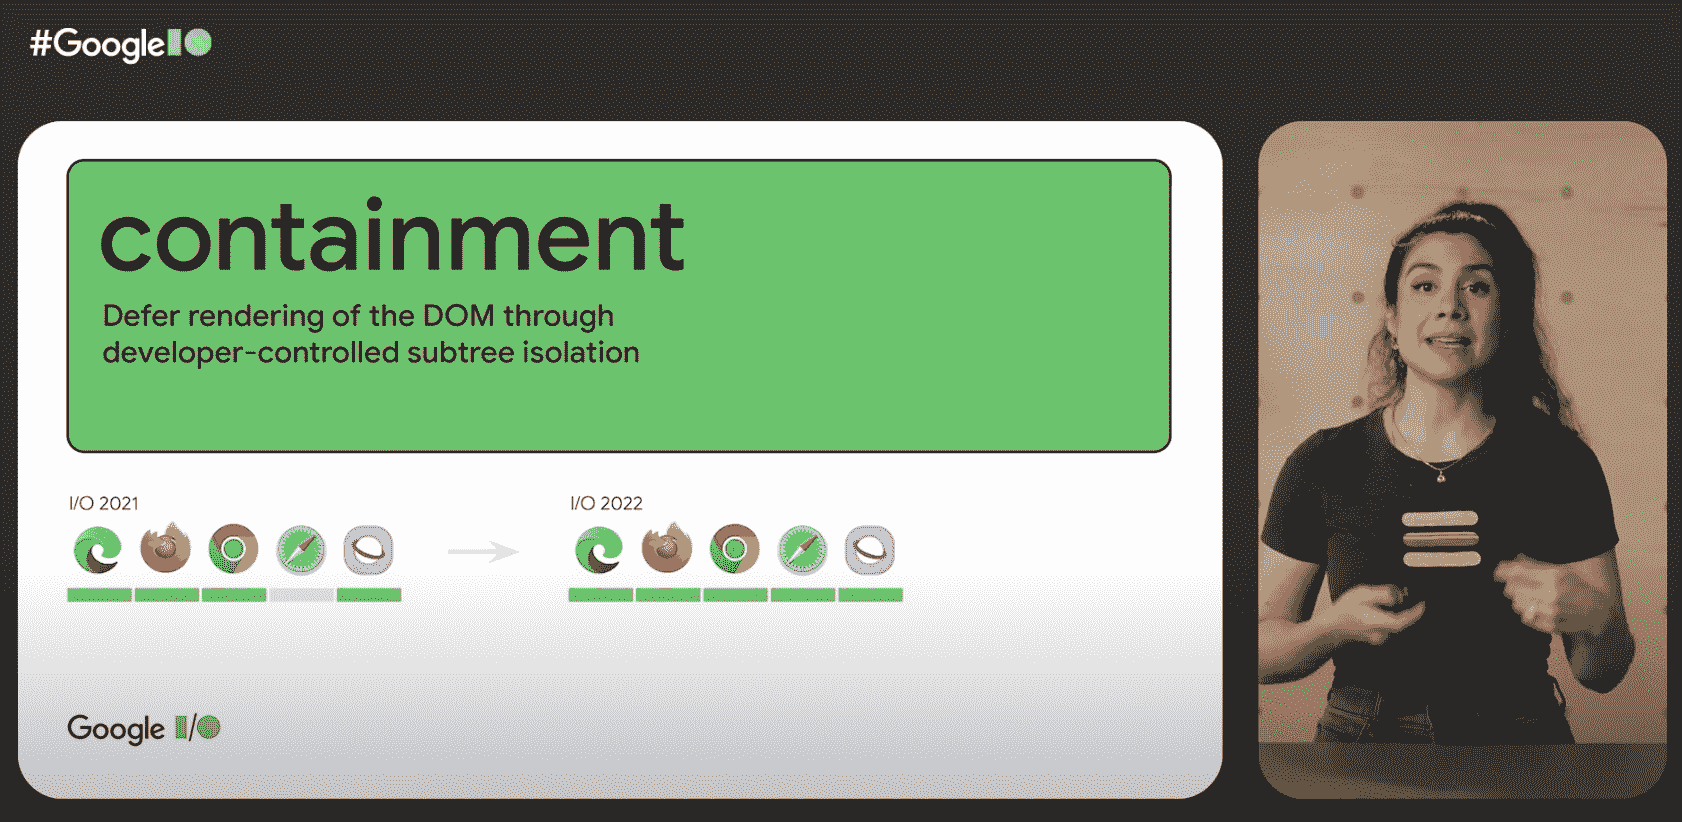 #GoogleIO
containment
Defer rendering of the DOM through
developer-controlled subtree isolation
I/O 2021
I/O 2022
Google I/O